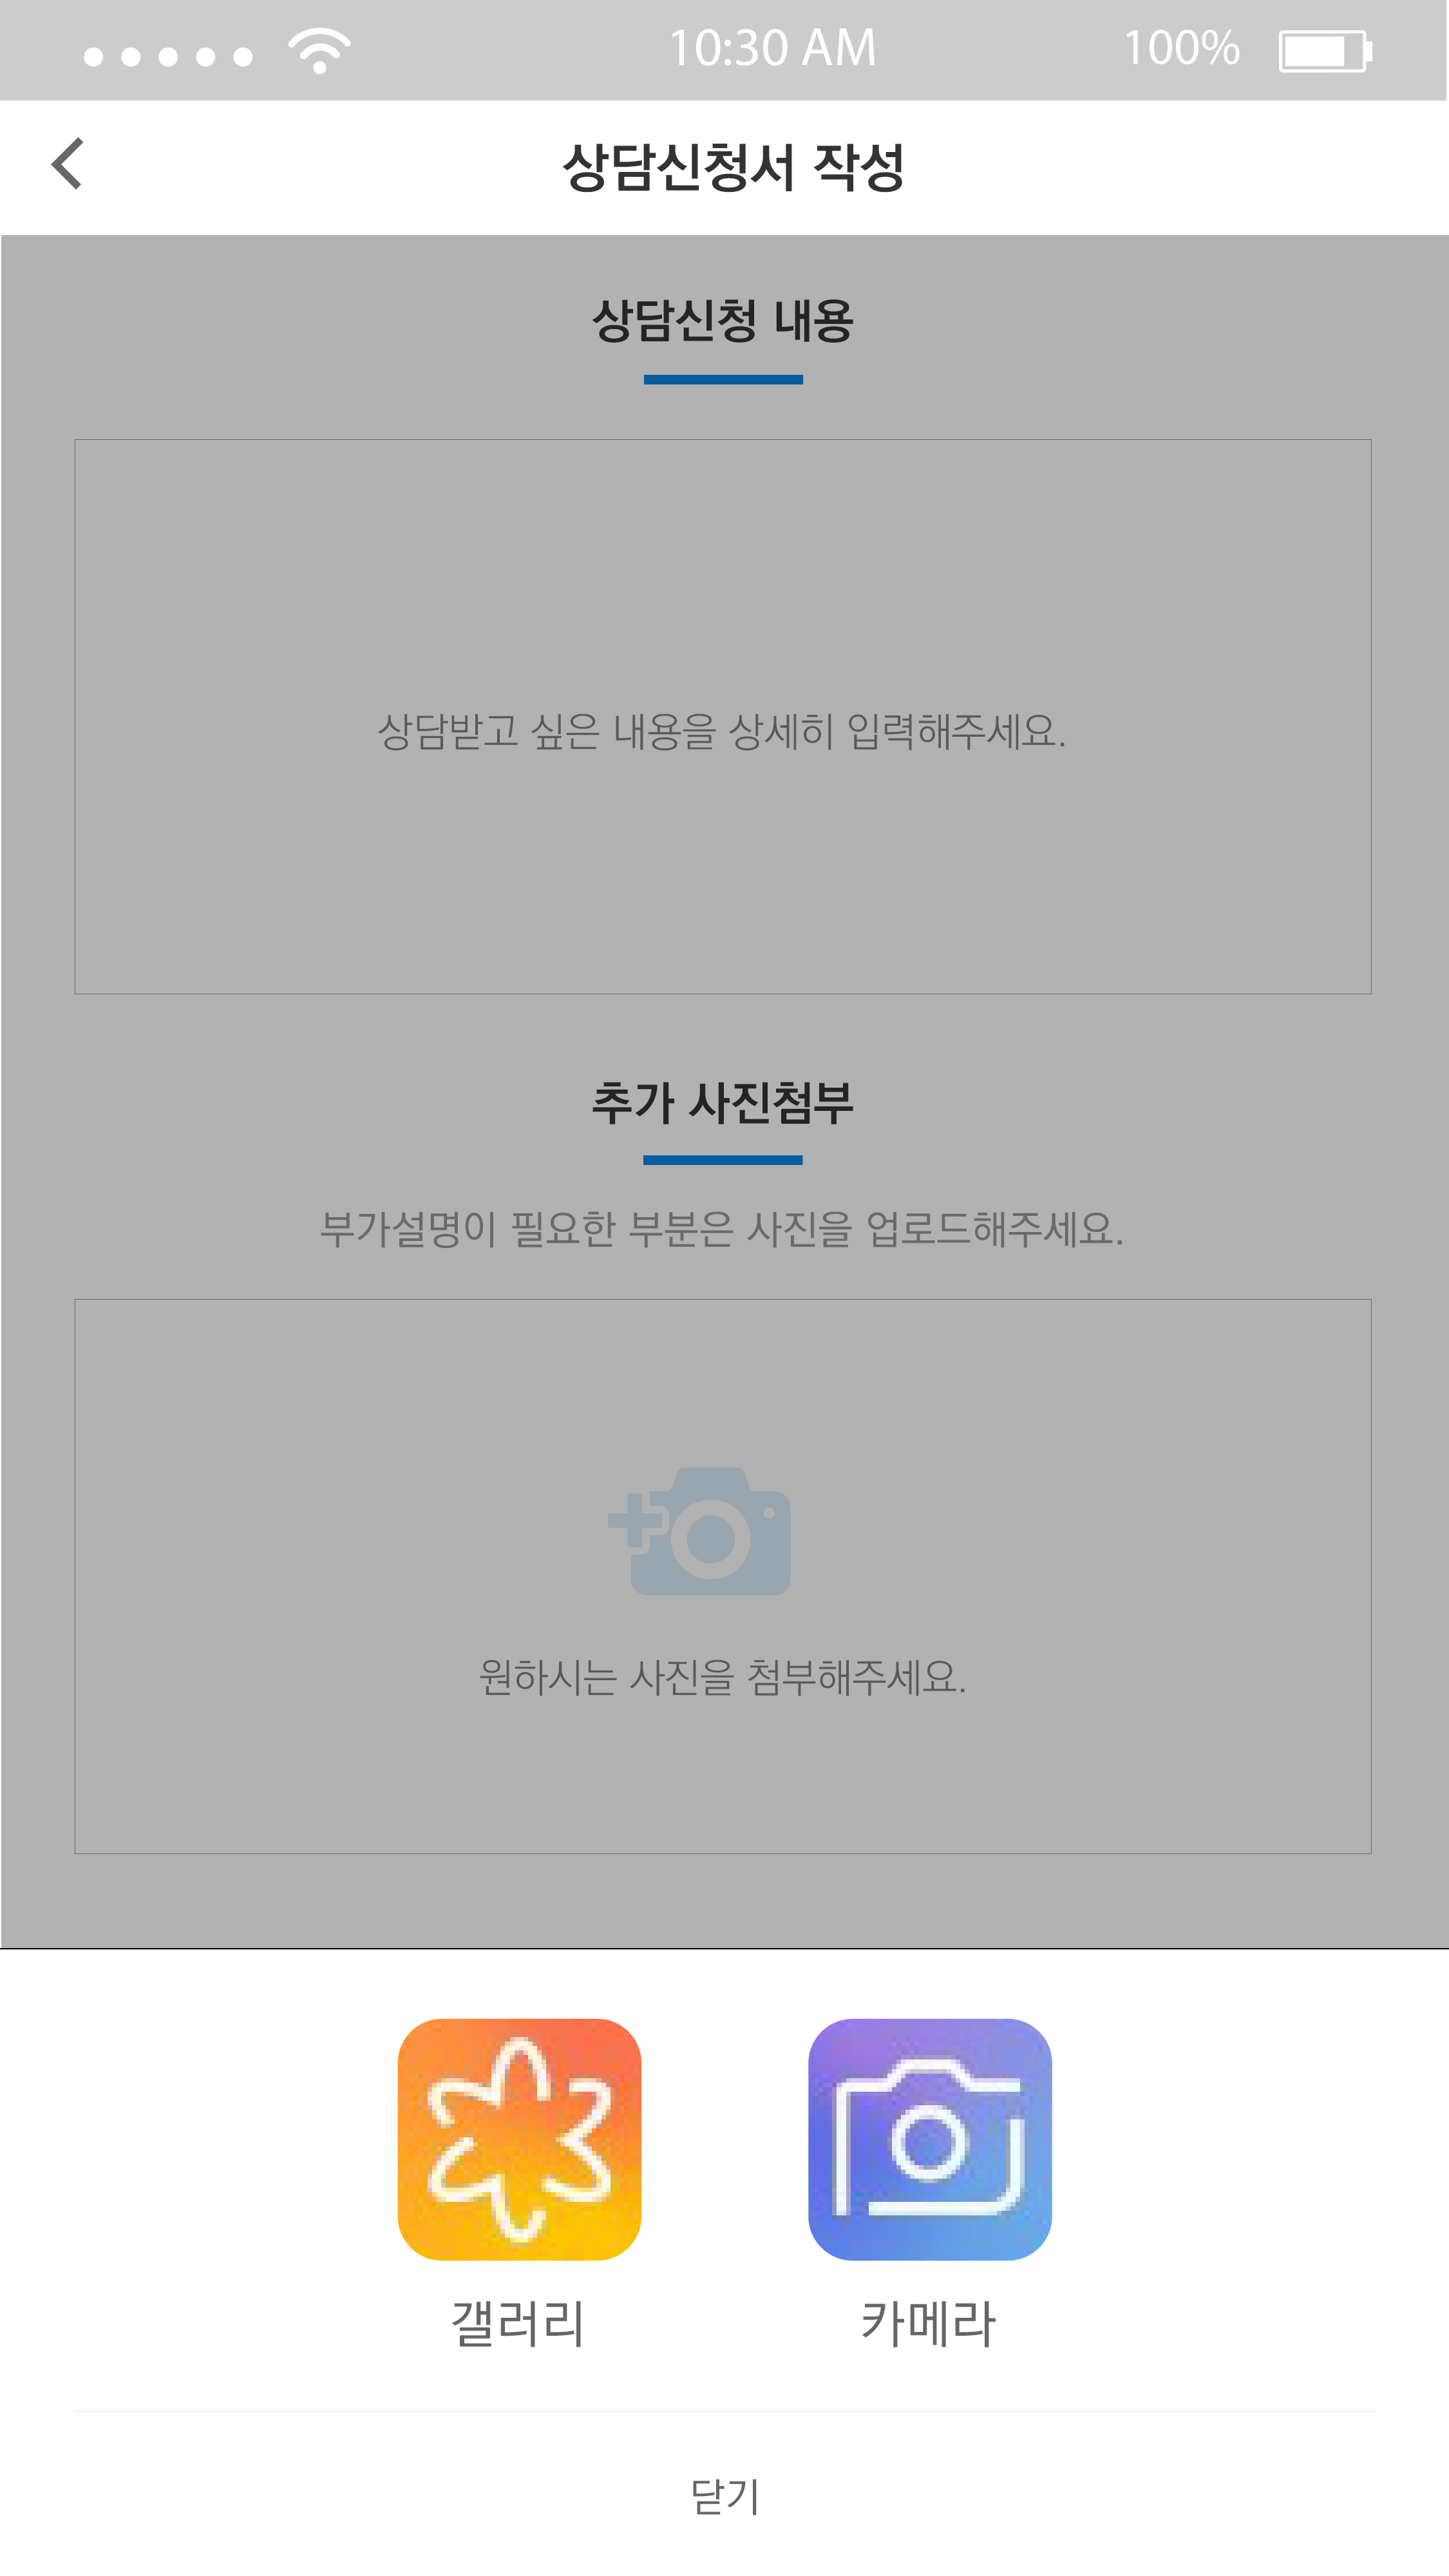 10:30 AM 100%
상담신청서 작성
상담신청 내용
상담받고 싶은 내용을 상세히 입력해주세요.
추가 사진첨부
부가설명이 필요한 부분은 사진을 업로드해주세요.
원하시는 사진을 첨부해주세요.
갤러리 카메라
닫기